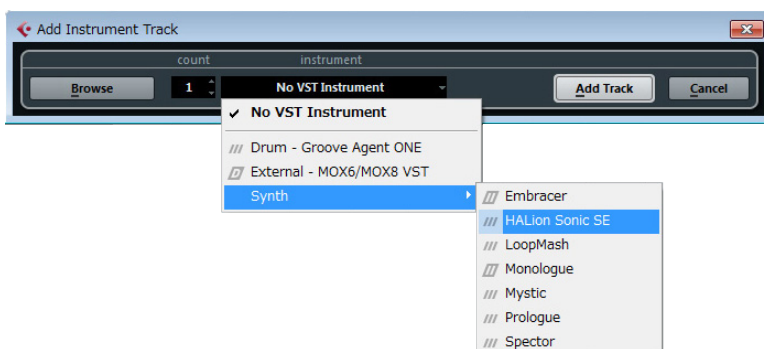 Add Instrument Track
count instrument
Browse 1 No VST Instrument Add Track Cancel
No VST Instrument
Drum - Groove Agent ONE
External - MOX6/MOX8 VST
Synth
Embracer
HALion Sonic SE
LoopMash
Monologue
Mystic
Prologue
Spector